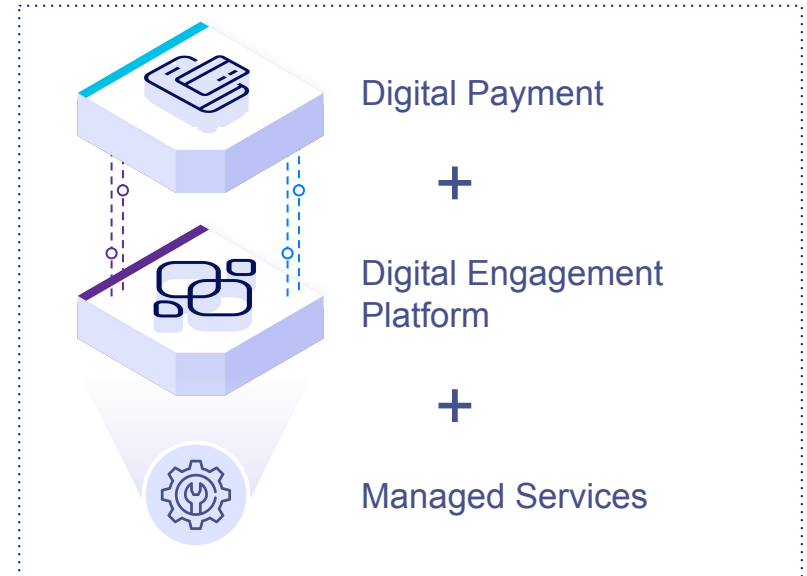 Digital Payment
+
Digital Engagement
Platform
+
Managed Services